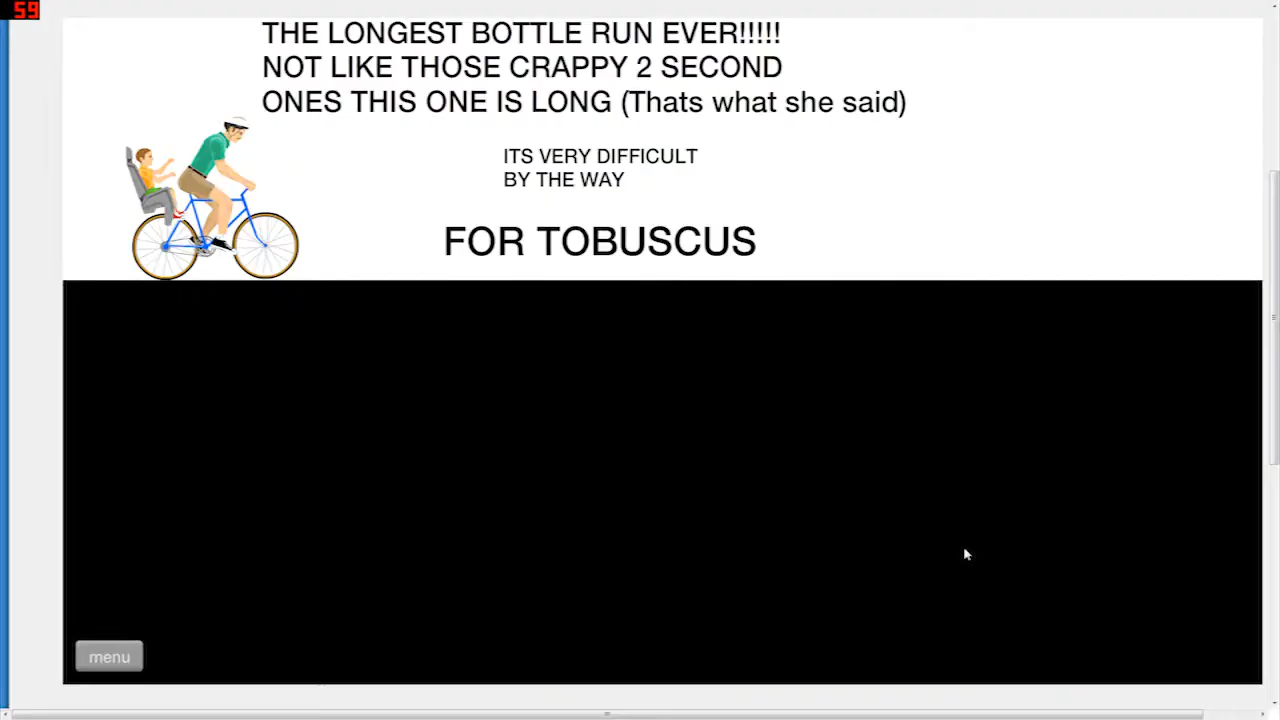 59
THE LONGEST BOTTLE RUN EVER!!!!!
NOT LIKE THOSE CRAPPY 2 SECOND
ONES THIS ONE IS LONG (Thats what she said)
ITS VERY DIFFICULT
BY THE WAY
FOR TOBUSCUS
menu